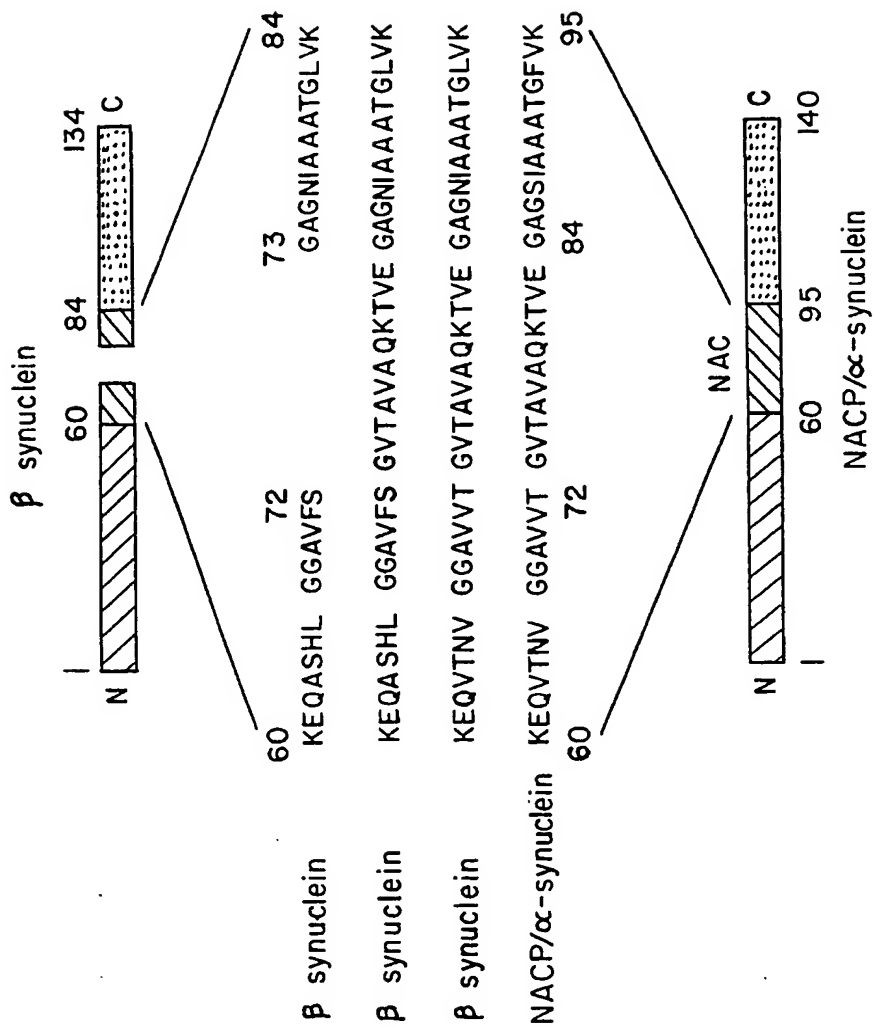 β synuclein
1 60 84 134
N C
60 72 73 84
β synuclein KEQASHL GGAVFS GAGNIAAATGLVK
β synuclein KEQASHL GGAVFS GVTAVAQKTVE GAGNIAAATGLVK
β synuclein KEQVTNV GGAVVT GVTAVAQKTVE GAGNIAAATGLVK
NACP/α-synuclein KEQVTNV GGAVVT GVTAVAQKTVE GAGSIAAATGFVK
60 72 84 95
NAC
N C
1 60 95 140
NACP/α-synuclein